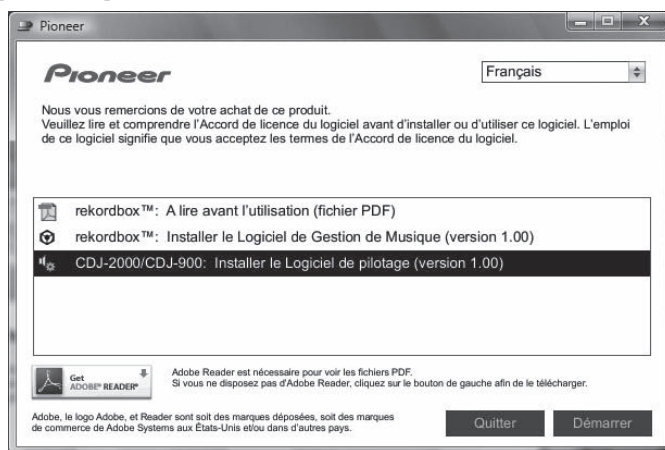 Pioneer
Pioneer
Français
Nous vous remercions de votre achat de ce produit.
Veuillez lire et comprendre l'Accord de licence du logiciel avant d'installer ou d'utiliser ce logiciel. L'emploi
de ce logiciel signifie que vous acceptez les termes de l'Accord de licence du logiciel.
rekordbox™: A lire avant l'utilisation (fichier PDF)
rekordbox™: Installer le Logiciel de Gestion de Musique (version 1.00)
CDJ-2000/CDJ-900: Installer le Logiciel de pilotage (version 1.00)
Get
ADOBE® READER®
Adobe Reader est nécessaire pour voir les fichiers PDF.
Si vous ne disposez pas d'Adobe Reader, cliquez sur le bouton de gauche afin de le télécharger.
Adobe, le logo Adobe, et Reader sont soit des marques déposées, soit des marques
de commerce de Adobe Systems aux États-Unis et/ou dans d'autres pays.
Quitter
Démarrer